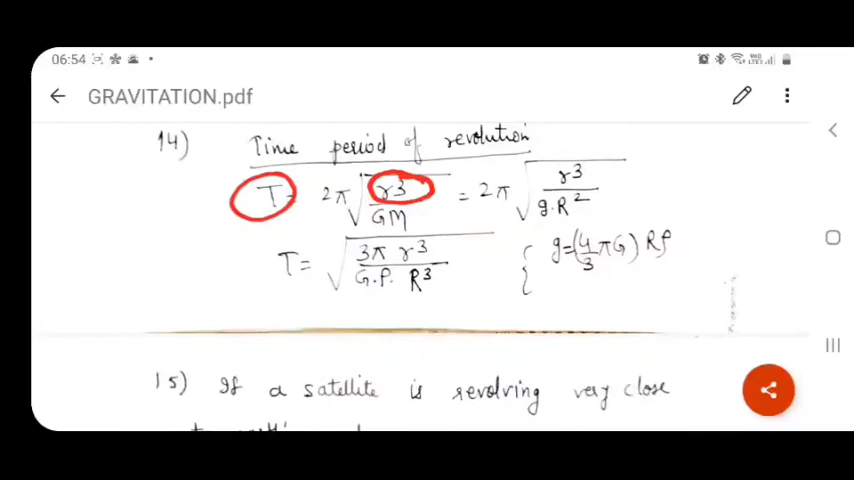 06:54
GRAVITATION.pdf
14) Time period of revolution
T = 2π √(r3/GM) = 2π √(r3/g.R2)
T = √(3π r3/G.P. R3) { g=(4/3 πG) Rρ
15) If a satellite is revolving very close